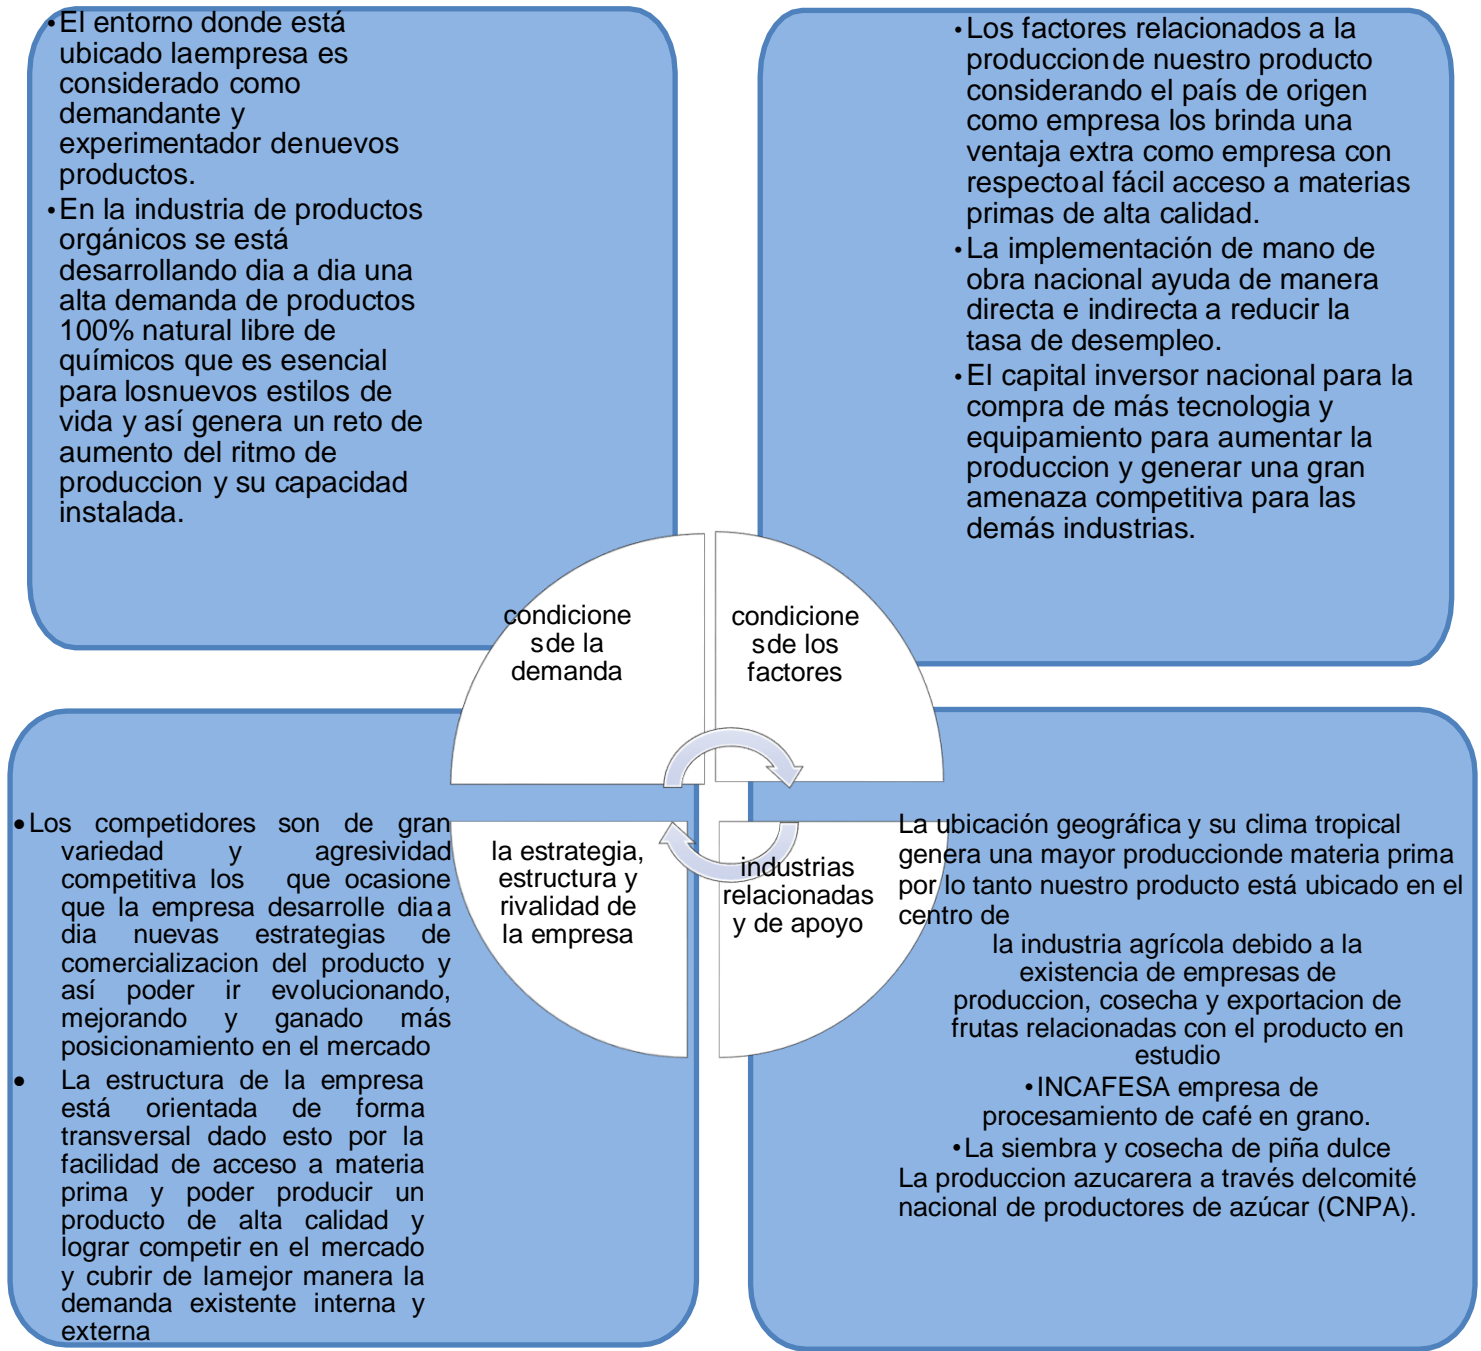 •El entorno donde está
ubicado laempresa es
considerado como
demandante y
experimentador denuevos
productos.
•En la industria de productos
orgánicos se está
desarrollando dia a dia una
alta demanda de productos
100% natural libre de
químicos que es esencial
para losnuevos estilos de
vida y así genera un reto de
aumento del ritmo de
produccion y su capacidad
instalada.
•Los factores relacionados a la
produccionde nuestro producto
considerando el país de origen
como empresa los brinda una
ventaja extra como empresa con
respectoal fácil acceso a materias
primas de alta calidad.
•La implementación de mano de
obra nacional ayuda de manera
directa e indirecta a reducir la
tasa de desempleo.
•El capital inversor nacional para la
compra de más tecnologia y
equipamiento para aumentar la
produccion y generar una gran
amenaza competitiva para las
demás industrias.
condicione
sde la
demanda
condicione
sde los
factores
•Los competidores son de gran
variedad y agresividad
competitiva los que ocasione
que la empresa desarrolle dia a
dia nuevas estrategias de
comercializacion del producto y
así poder ir evolucionando,
mejorando y ganado más
posicionamiento en el mercado
• La estructura de la empresa
está orientada de forma
transversal dado esto por la
facilidad de acceso a materia
prima y poder producir un
producto de alta calidad y
lograr competir en el mercado
y cubrir de lamejor manera la
demanda existente interna y
externa
la estrategia,
estructura y
rivalidad de
la empresa
industrias
relacionadas
y de apoyo
La ubicación geográfica y su clima tropical
genera una mayor produccionde materia prima
por lo tanto nuestro producto está ubicado en el
centro de
la industria agrícola debido a la
existencia de empresas de
produccion, cosecha y exportacion de
frutas relacionadas con el producto en
estudio
•INCAFESA empresa de
procesamiento de café en grano.
•La siembra y cosecha de piña dulce
La produccion azucarera a través delcomité
nacional de productores de azúcar (CNPA).